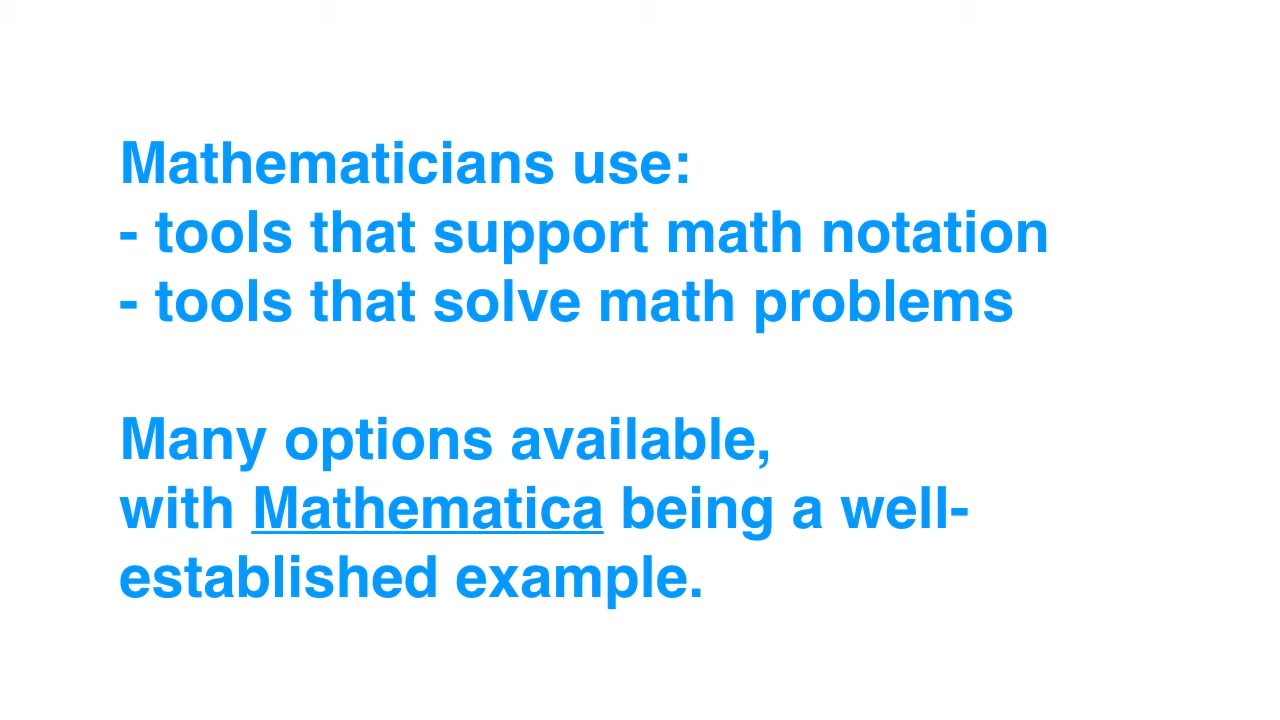 Mathematicians use:
- tools that support math notation
- tools that solve math problems
Many options available,
with Mathematica being a well-
established example.